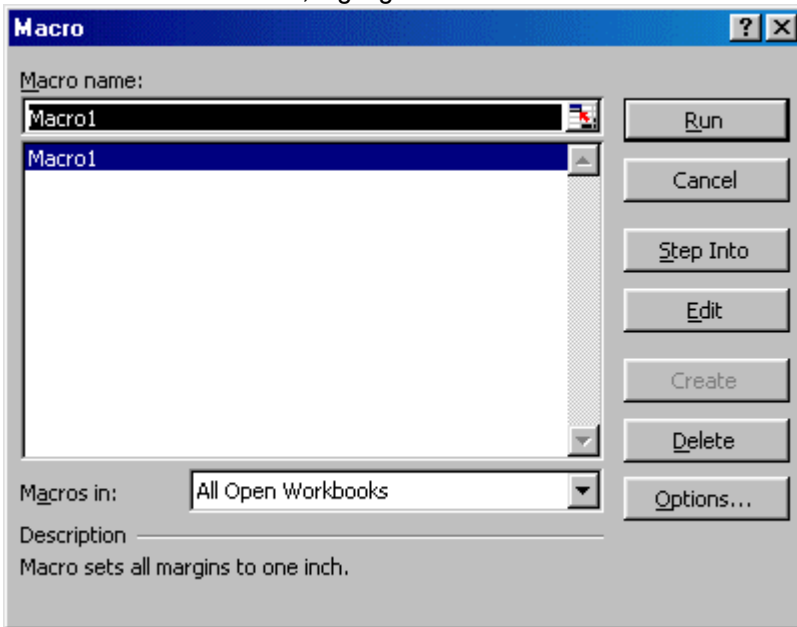 Macro
Macro name:
Macro1
Run
Macro1
Cancel
Step Into
Edit
Create
Delete
Macros in:
All Open Workbooks
Options...
Description
Macro sets all margins to one inch.